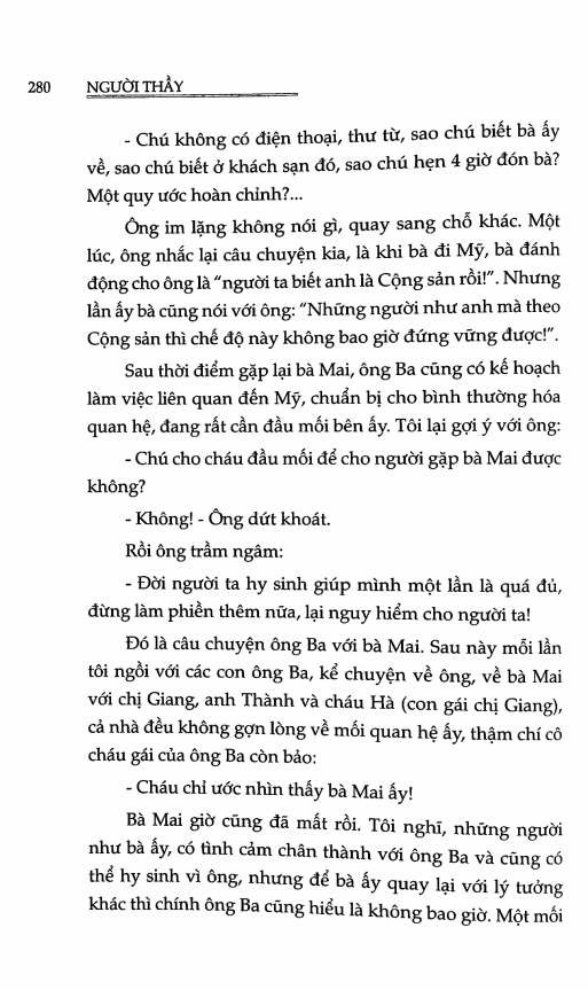 280 NGƯỜI THẦY
- Chú không có điện thoại, thư từ, sao chú biết bà ấy
về, sao chú biết ở khách sạn đó, sao chú hẹn 4 giờ đón bà?
Một quy ước hoàn chỉnh?...
Ông im lặng không nói gì, quay sang chỗ khác. Một
lúc, ông nhắc lại câu chuyện kia, là khi bà đi Mỹ, bà đánh
động cho ông là "người ta biết anh là Cộng sản rồi!". Nhưng
lần ấy bà cũng nói với ông: "Những người như anh mà theo
Cộng sản thì chế độ này không bao giờ đứng vững được!".
Sau thời điểm gặp lại bà Mai, ông Ba cũng có kế hoạch
làm việc liên quan đến Mỹ, chuẩn bị cho bình thường hóa
quan hệ, đang rất cần đầu mối bên ấy. Tôi lại gợi ý với ông:
- Chú cho cháu đầu mối để cho người gặp bà Mai được
không?
- Không! - Ông dứt khoát.
Rồi ông trầm ngâm:
- Đời người ta hy sinh giúp mình một lần là quá đủ,
đừng làm phiền thêm nữa, lại nguy hiểm cho người ta!
Đó là câu chuyện ông Ba với bà Mai. Sau này mỗi lần
tôi ngồi với các con ông Ba, kể chuyện về ông, về bà Mai
với chị Giang, anh Thành và cháu Hà (con gái chị Giang),
cả nhà đều không gợn lòng về mối quan hệ ấy, thậm chí cô
cháu gái của ông Ba còn bảo:
- Cháu chỉ ước nhìn thấy bà Mai ấy!
Bà Mai giờ cũng đã mất rồi. Tôi nghĩ, những người
như bà ấy, có tình cảm chân thành với ông Ba và cũng có
thể hy sinh vì ông, nhưng để bà ấy quay lại với lý tưởng
khác thì chính ông Ba cũng hiểu là không bao giờ. Một mối